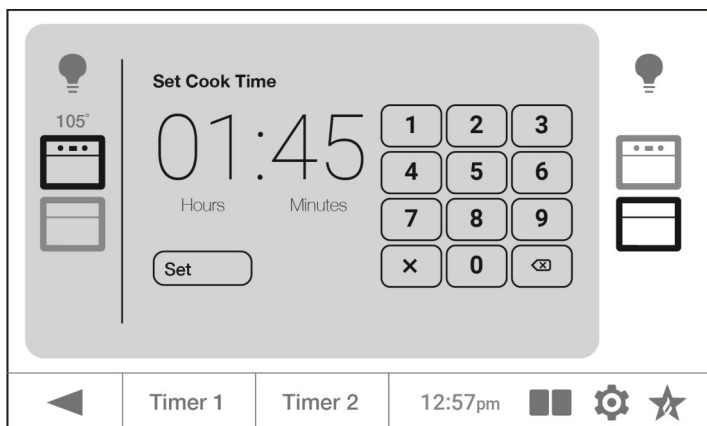 Set Cook Time
105°
01:45
Hours Minutes
1 2 3
4 5 6
7 8 9
× 0 ⌫
Set
Timer 1 Timer 2 12:57pm